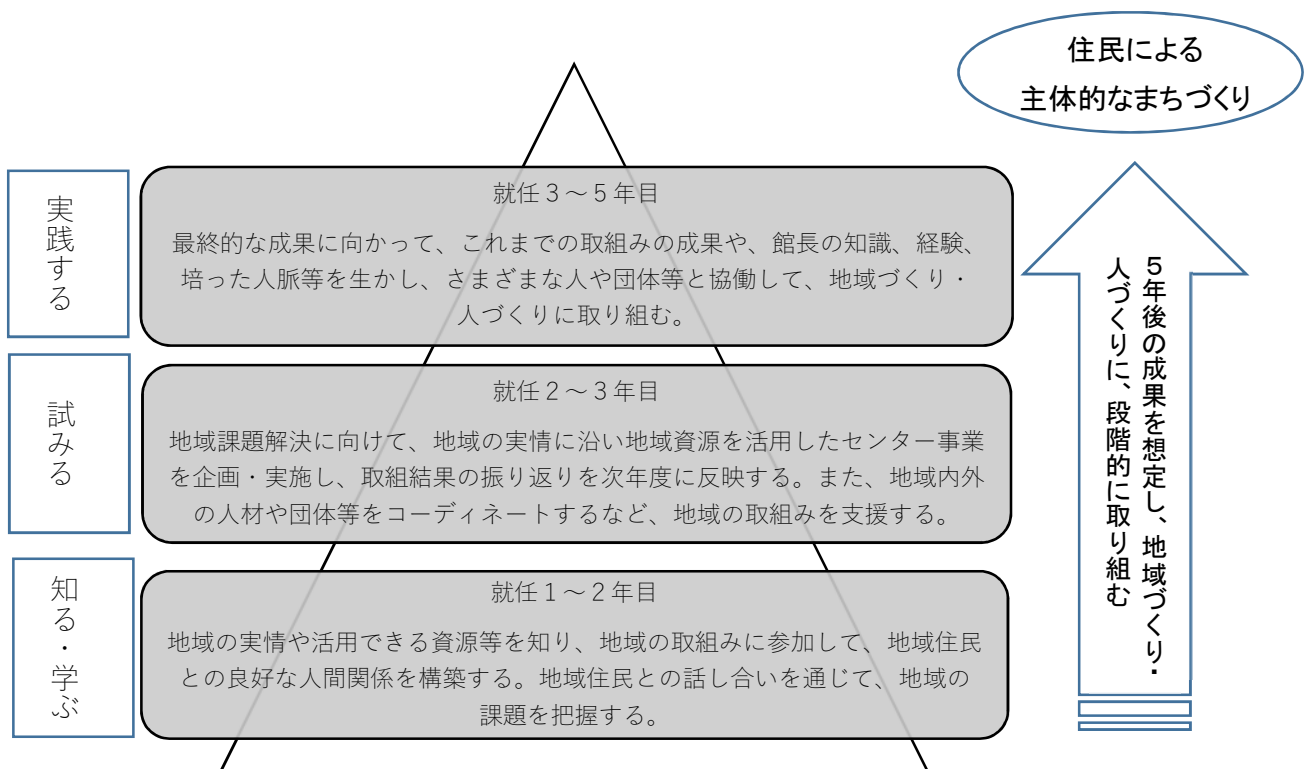 住民による
主体的なまちづくり
実践する
就任３～５年目
最終的な成果に向かって、これまでの取組みの成果や、館長の知識、経験、
培った人脈等を生かし、さまざまな人や団体等と協働して、地域づくり・
人づくりに取り組む。
試みる
就任２～３年目
地域課題解決に向けて、地域の実情に沿い地域資源を活用したセンター事業
を企画・実施し、取組結果の振り返りを次年度に反映する。また、地域内外
の人材や団体等をコーディネートするなど、地域の取組みを支援する。
知る・学ぶ
就任１～２年目
地域の実情や活用できる資源等を知り、地域の取組みに参加して、地域住民
との良好な人間関係を構築する。地域住民との話し合いを通じて、地域の
課題を把握する。
５年後の成果を想定し、地域づくり・
人づくりに、段階的に取り組む